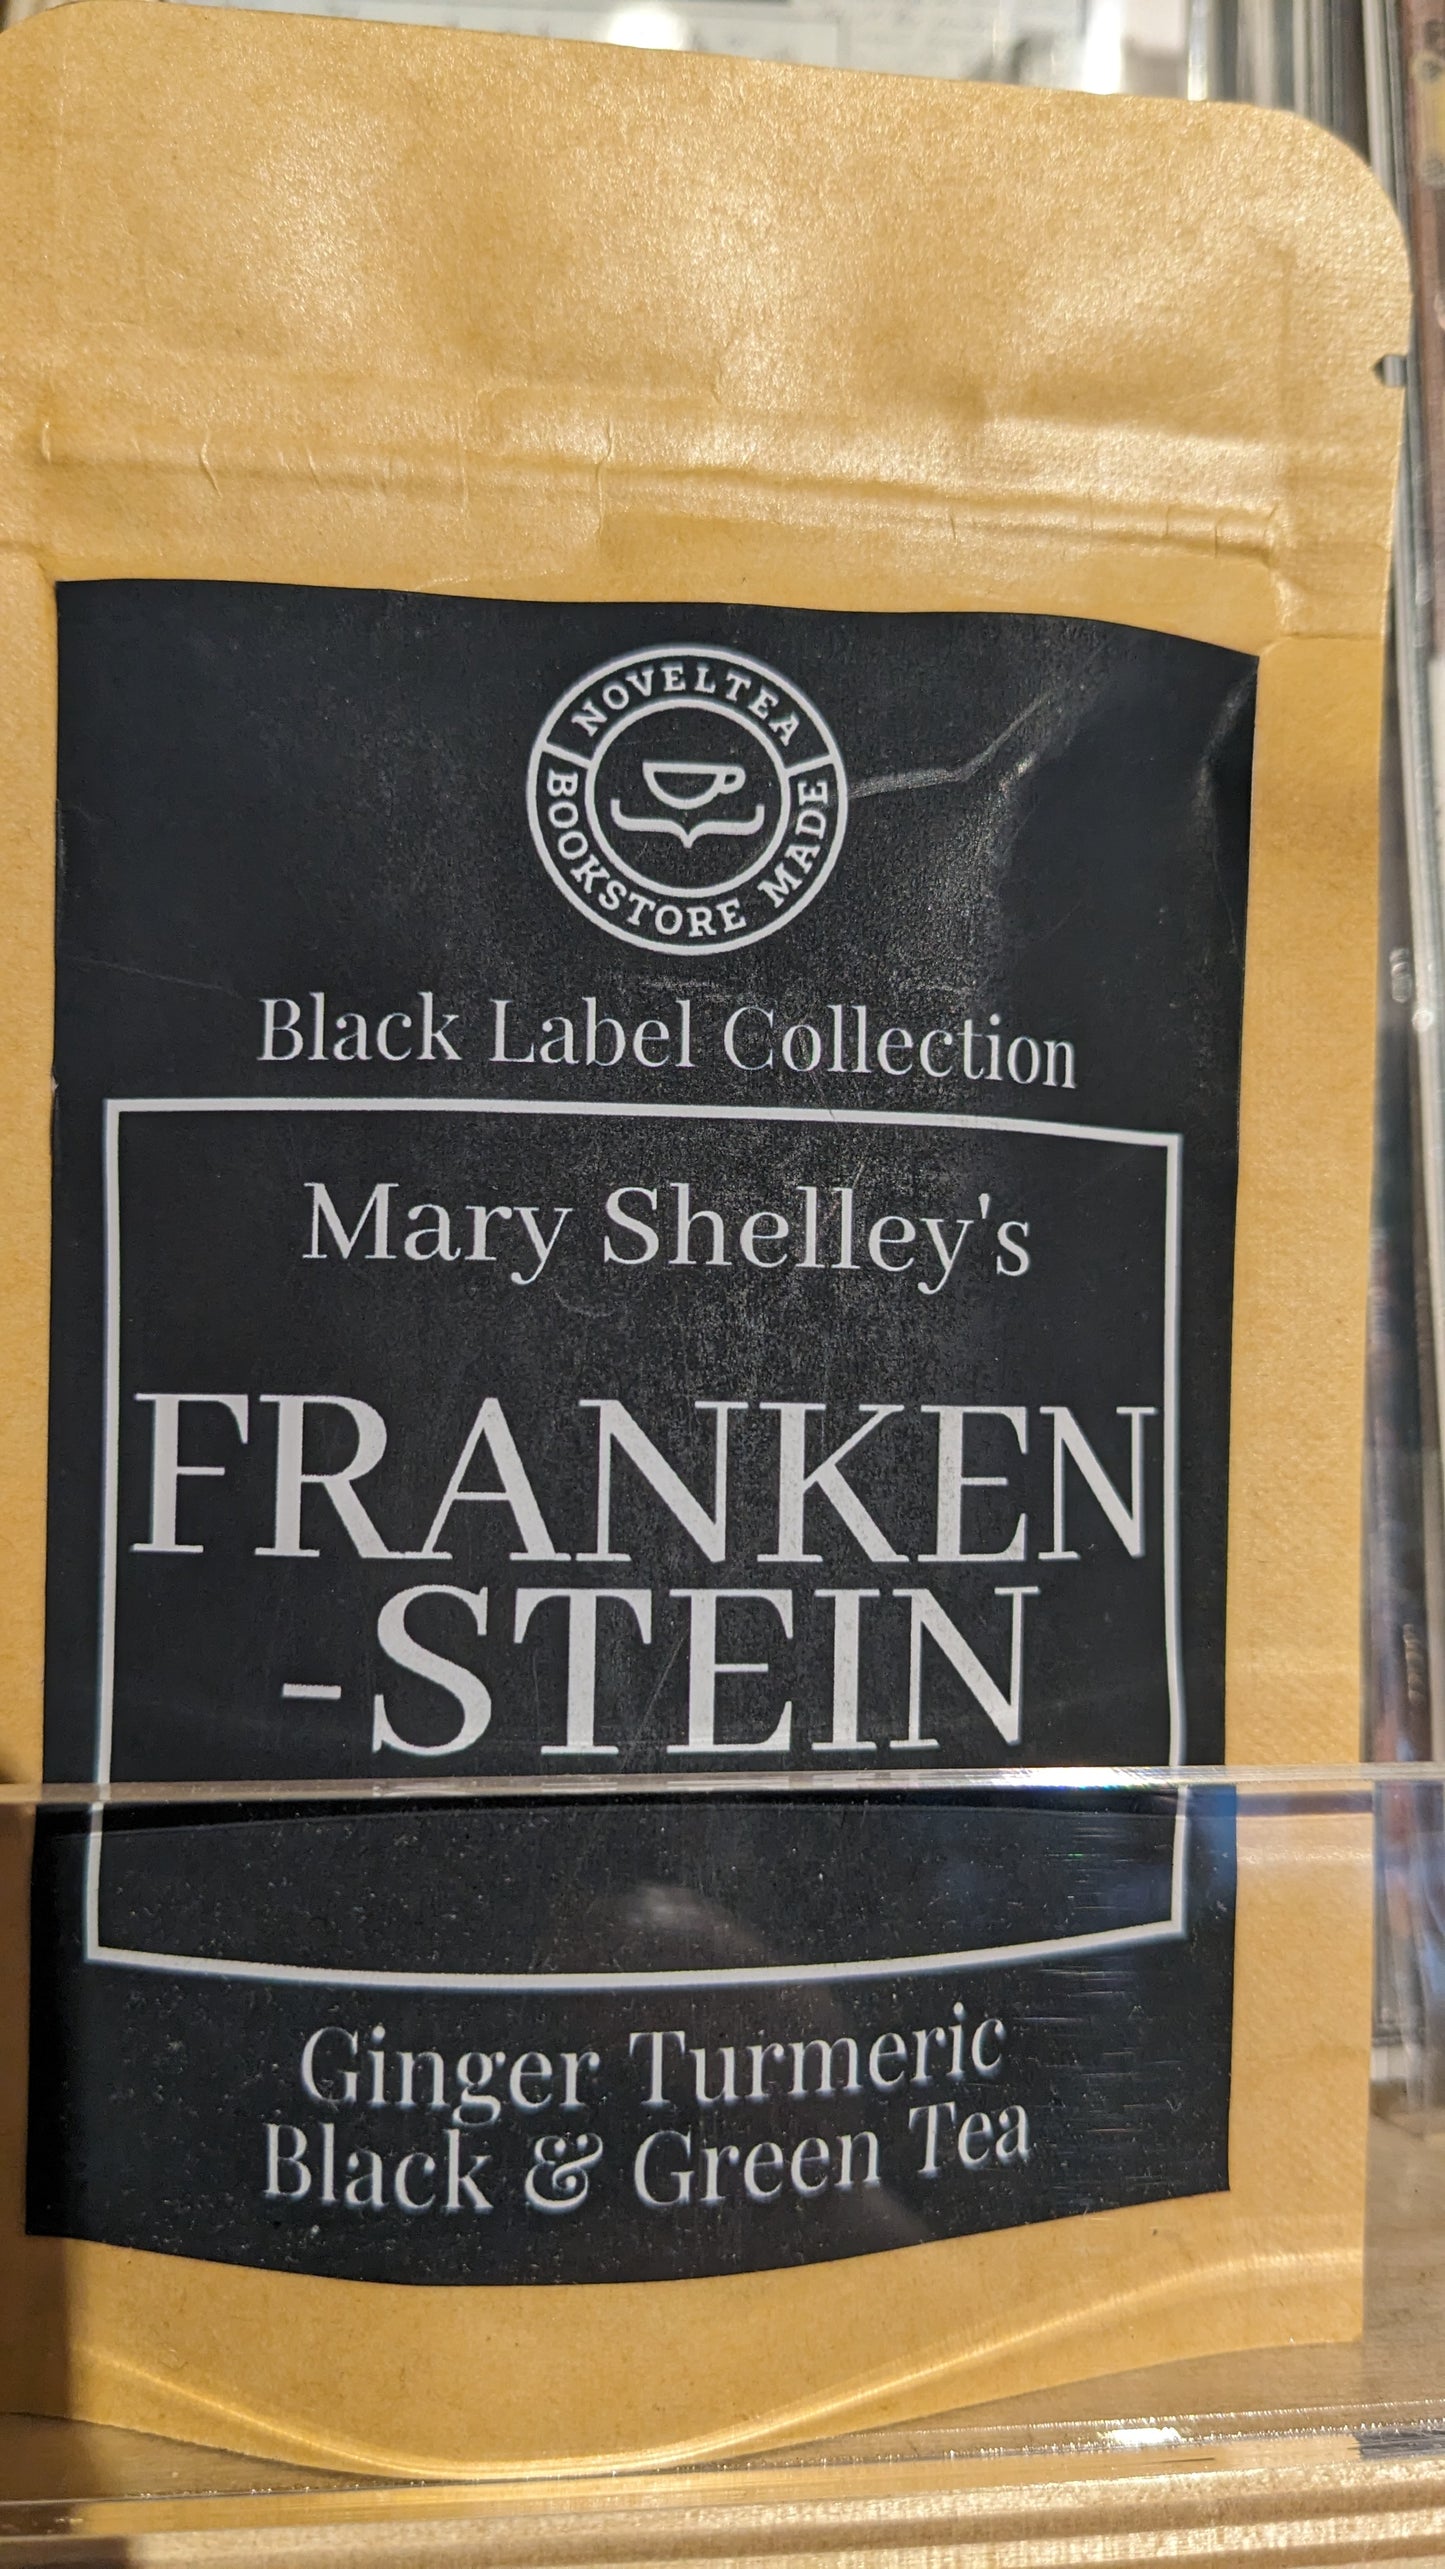 NOVELTEA
BOOKSTORE MADE
Black Label Collection
Mary Shelley's
FRANKEN
-STEIN
Ginger Turmeric
Black & Green Tea